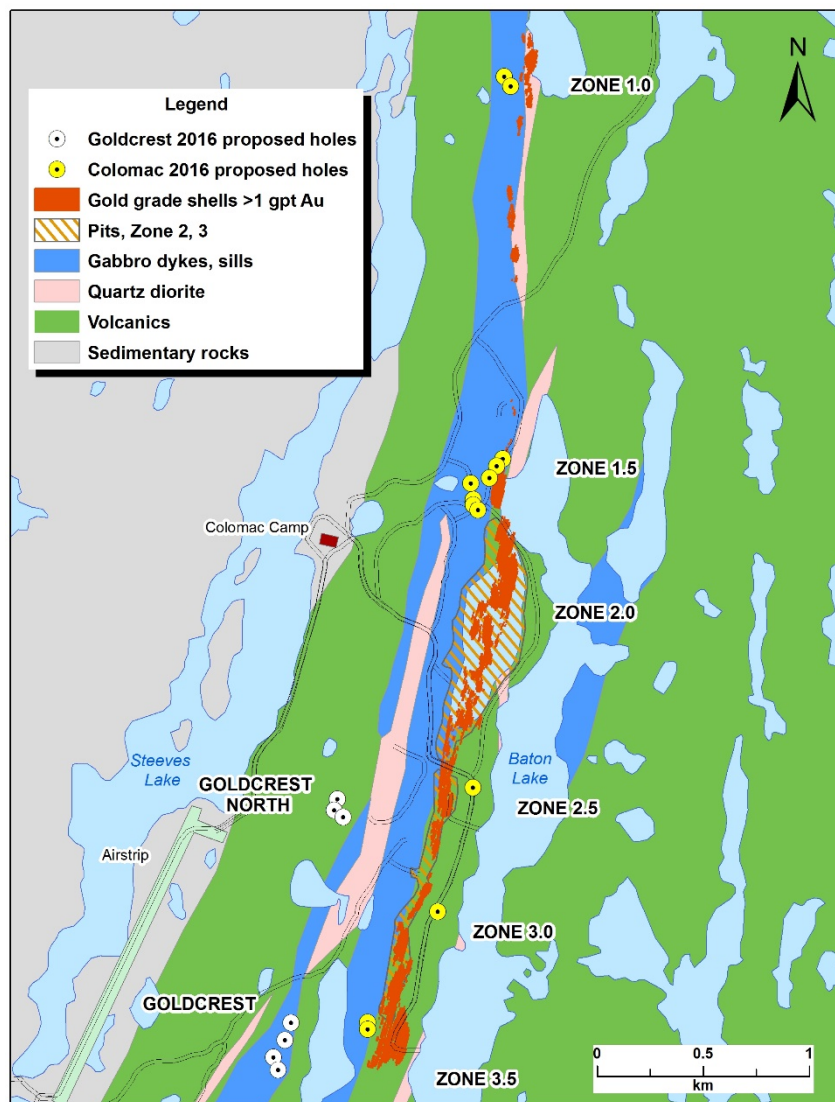 N
ZONE 1.0
Legend
Goldcrest 2016 proposed holes
Colomac 2016 proposed holes
Gold grade shells >1 gpt Au
Pits, Zone 2, 3
Gabbro dykes, sills
Quartz diorite
Volcanics
Sedimentary rocks
ZONE 1.5
Colomac Camp
ZONE 2.0
Steeves
Lake
Baton
Lake
GOLDCREST
NORTH
ZONE 2.5
Airstrip
ZONE 3.0
GOLDCREST
0 0.5 1
km
ZONE 3.5